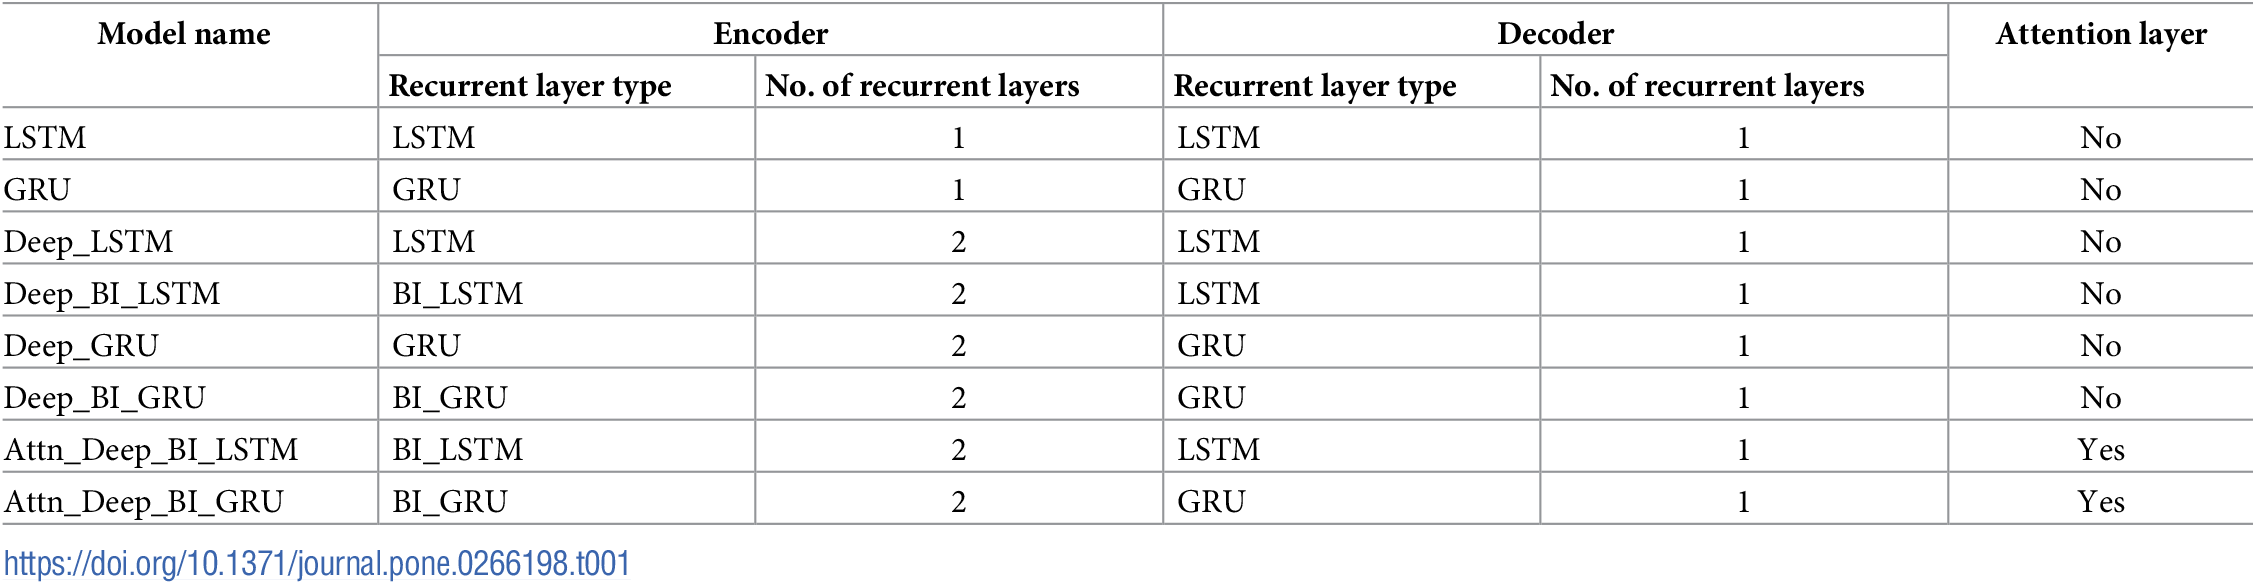 Model name Encoder Decoder Attention layer
Recurrent layer type No. of recurrent layers Recurrent layer type No. of recurrent layers
LSTM LSTM 1 LSTM 1 No
GRU GRU 1 GRU 1 No
Deep_LSTM LSTM 2 LSTM 1 No
Deep_BI_LSTM BI_LSTM 2 LSTM 1 No
Deep_GRU GRU 2 GRU 1 No
Deep_BI_GRU BI_GRU 2 GRU 1 No
Attn_Deep_BI_LSTM BI_LSTM 2 LSTM 1 Yes
Attn_Deep_BI_GRU BI_GRU 2 GRU 1 Yes
https://doi.org/10.1371/journal.pone.0266198.t001